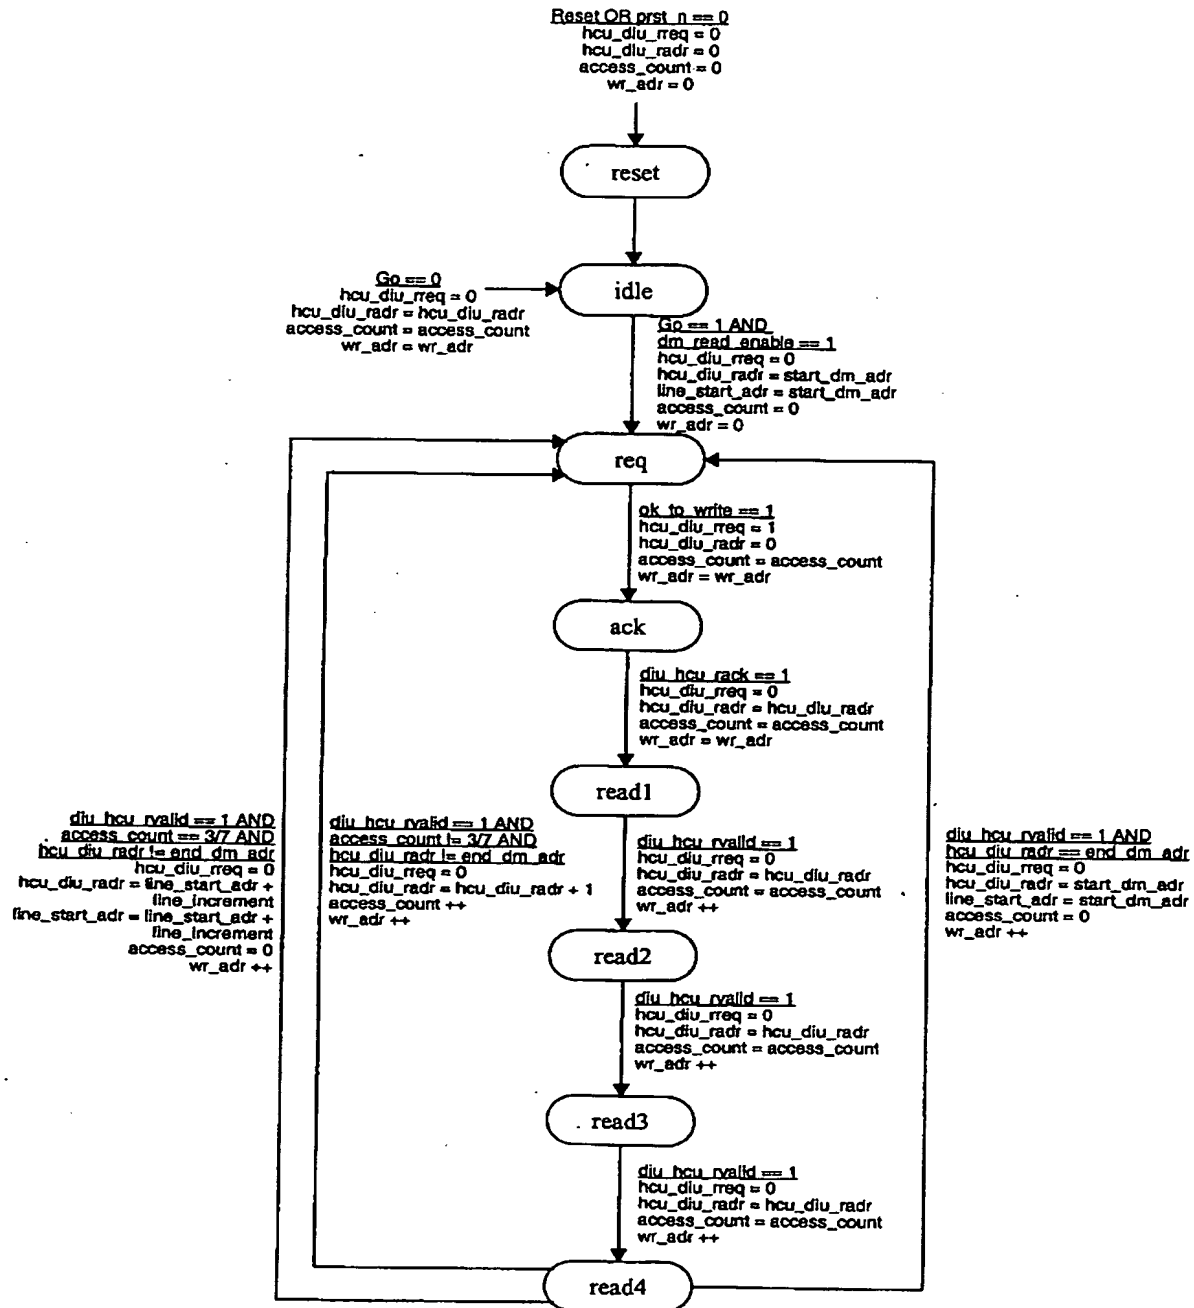 Reset OR prst_n == 0
hcu_diu_rreq = 0
hcu_diu_radr = 0
access_count = 0
wr_adr = 0
reset
idle
Go == 0
hcu_diu_rreq = 0
hcu_diu_radr = hcu_diu_radr
access_count = access_count
wr_adr = wr_adr
Go == 1 AND
dm_read_enable == 1
hcu_diu_rreq = 0
hcu_diu_radr = start_dm_adr
line_start_adr = start_dm_adr
access_count = 0
wr_adr = 0
req
ok_to_write == 1
hcu_diu_rreq = 1
hcu_diu_radr = 0
access_count = access_count
wr_adr = wr_adr
ack
diu_hcu_rack == 1
hcu_diu_rreq = 0
hcu_diu_radr = hcu_diu_radr
access_count = access_count
wr_adr = wr_adr
read1
diu_hcu_rvalid == 1 AND
access_count == 3/7 AND
hcu_diu_radr != end_dm_adr
hcu_diu_rreq = 0
hcu_diu_radr = line_start_adr +
line_increment
line_start_adr = line_start_adr +
line_increment
access_count = 0
wr_adr ++
diu_hcu_rvalid == 1 AND
access_count != 3/7 AND
hcu_diu_radr != end_dm_adr
hcu_diu_rreq = 0
hcu_diu_radr = hcu_diu_radr + 1
access_count ++
wr_adr ++
diu_hcu_rvalid == 1
hcu_diu_rreq = 0
hcu_diu_radr = hcu_diu_radr
access_count = access_count
wr_adr ++
diu_hcu_rvalid == 1 AND
hcu_diu_radr == end_dm_adr
hcu_diu_rreq = 0
hcu_diu_radr = start_dm_adr
line_start_adr = start_dm_adr
access_count = 0
wr_adr ++
read2
diu_hcu_rvalid == 1
hcu_diu_rreq = 0
hcu_diu_radr = hcu_diu_radr
access_count = access_count
wr_adr ++
read3
diu_hcu_rvalid == 1
hcu_diu_rreq = 0
hcu_diu_radr = hcu_diu_radr
access_count = access_count
wr_adr ++
read4